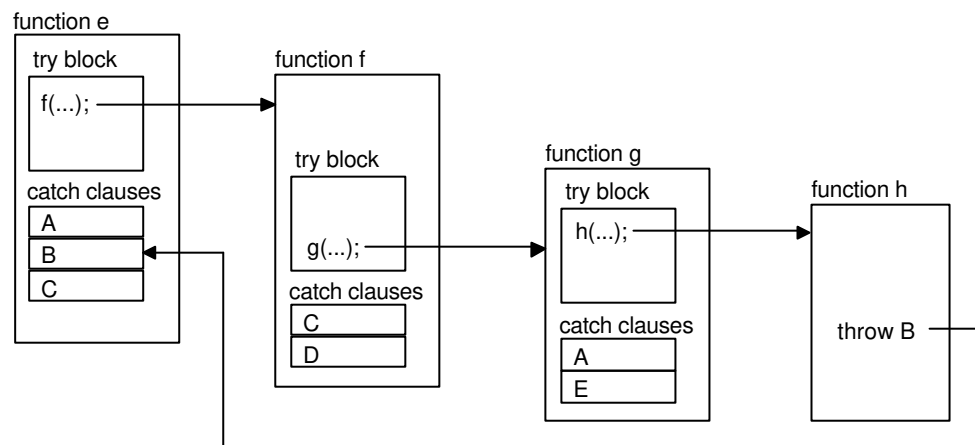 function e
try block
f(...);
catch clauses
A
B
C
function f
try block
g(...);
catch clauses
C
D
function g
try block
h(...);
catch clauses
A
E
function h
throw B